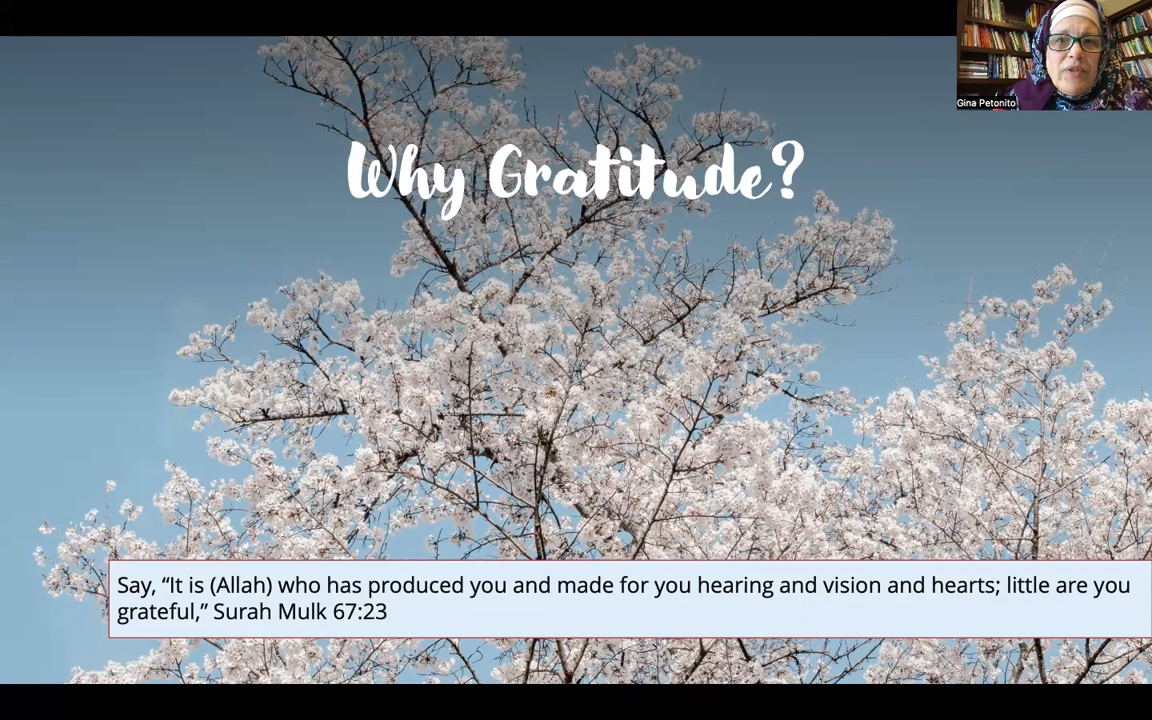 Gina Petonito
Why Gratitude?
Say, “It is (Allah) who has produced you and made for you hearing and vision and hearts; little are you
grateful,” Surah Mulk 67:23